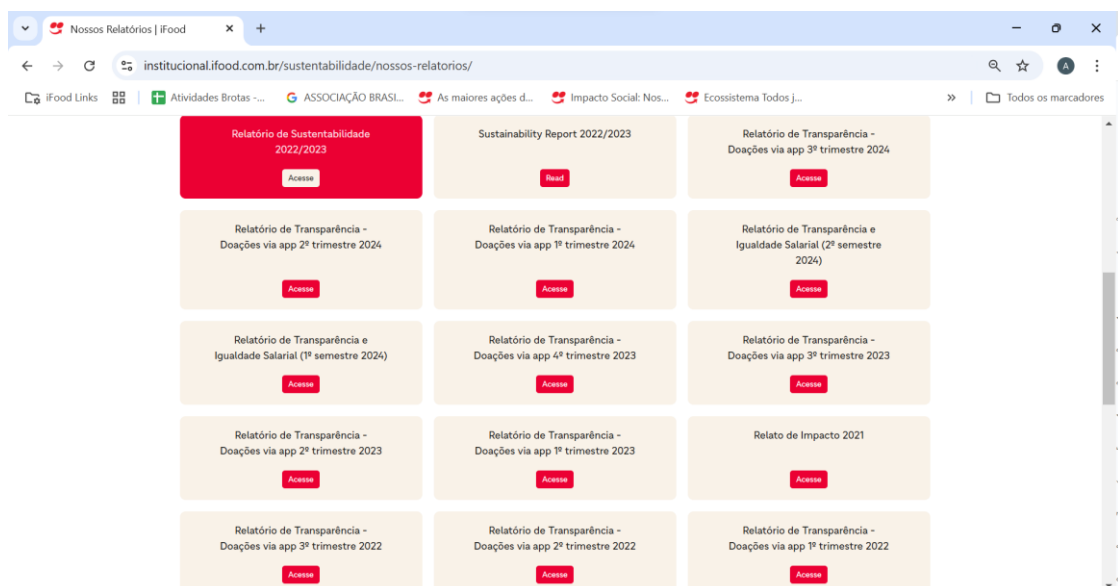 Nossos Relatórios | iFood
institucional.ifood.com.br/sustentabilidade/nossos-relatorios/
A
iFood Links
Atividades Brotas -...
ASSOCIAÇÃO BRASI...
As maiores ações d...
Impacto Social: Nos...
Ecossistema Todos j...
Todos os marcadores
Relatório de Sustentabilidade
2022/2023
Acesse
Sustainability Report 2022/2023
Read
Relatório de Transparência -
Doações via app 3º trimestre 2024
Acesse
Relatório de Transparência -
Doações via app 2º trimestre 2024
Acesse
Relatório de Transparência -
Doações via app 1º trimestre 2024
Acesse
Relatório de Transparência e
Igualdade Salarial (2º semestre
2024)
Acesse
Relatório de Transparência e
Igualdade Salarial (1º semestre 2024)
Acesse
Relatório de Transparência -
Doações via app 4º trimestre 2023
Acesse
Relatório de Transparência -
Doações via app 3º trimestre 2023
Acesse
Relatório de Transparência -
Doações via app 2º trimestre 2023
Acesse
Relatório de Transparência -
Doações via app 1º trimestre 2023
Acesse
Relato de Impacto 2021
Acesse
Relatório de Transparência -
Doações via app 3º trimestre 2022
Acesse
Relatório de Transparência -
Doações via app 2º trimestre 2022
Acesse
Relatório de Transparência -
Doações via app 1º trimestre 2022
Acesse